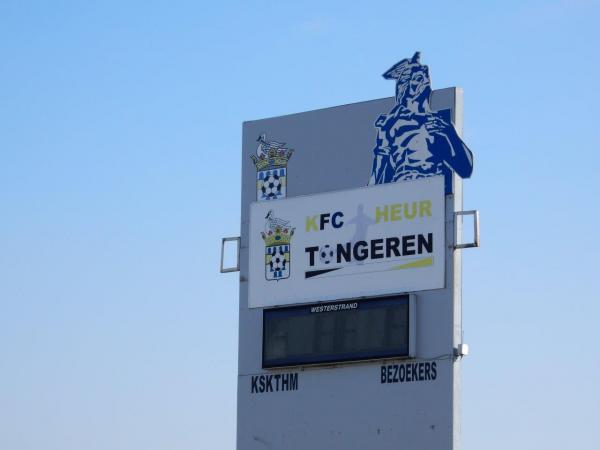 KFC HEUR
TONGEREN
WESTERSTRAND
KSKTHM BEZOEKERS